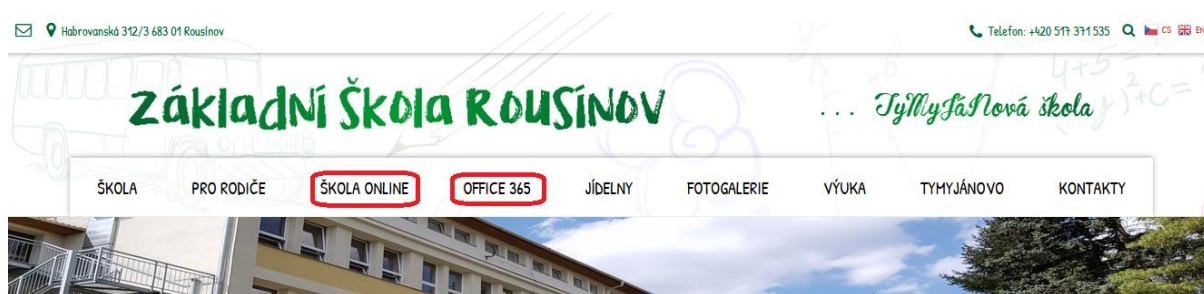 Habrovanská 312/3 683 01 Rousínov
Telefon: +420 517 371 535 CS EN
Základní Škola Rousínov
... TyMyJáNová škola
ŠKOLA PRO RODIČE ŠKOLA ONLINE OFFICE 365 JÍDELNY FOTOGALERIE VÝUKA TYMYJÁNOVO KONTAKTY